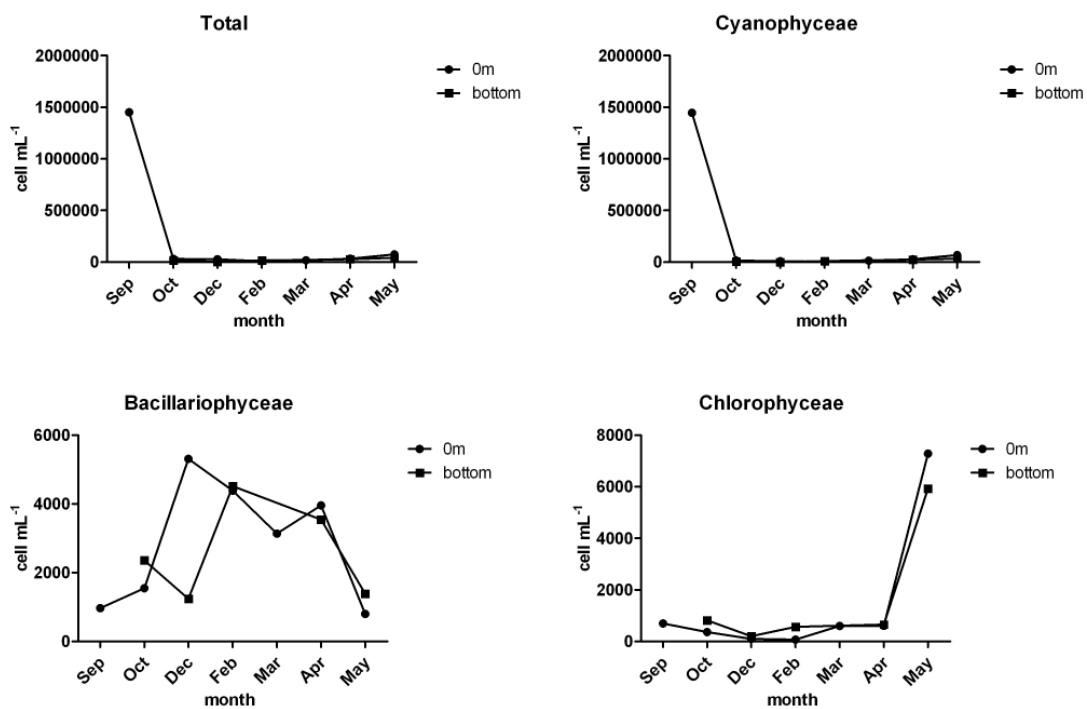 Total
2000000
1500000
1000000
500000
0
cell mL-1
Sep Oct Dec Feb Mar Apr May
month
0m
bottom
Cyanophyceae
2000000
1500000
1000000
500000
0
cell mL-1
Sep Oct Dec Feb Mar Apr May
month
0m
bottom
Bacillariophyceae
6000
4000
2000
0
cell mL-1
Sep Oct Dec Feb Mar Apr May
month
0m
bottom
Chlorophyceae
8000
6000
4000
2000
0
cell mL-1
Sep Oct Dec Feb Mar Apr May
month
0m
bottom